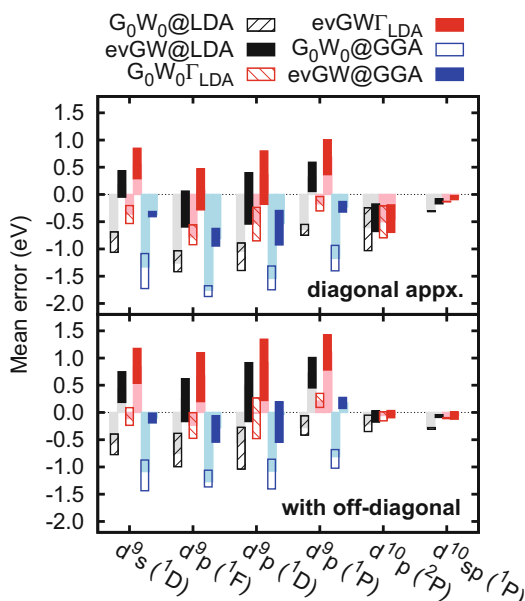 G₀W₀@LDA
evGW@LDA
G₀W₀Γ_LDA
evGWΓ_LDA
G₀W₀@GGA
evGW@GGA
Mean error (eV)
1.5
1.0
0.5
0.0
-0.5
-1.0
-1.5
-2.0
diagonal appx.
1.5
1.0
0.5
0.0
-0.5
-1.0
-1.5
-2.0
with off-diagonal
d⁹s (¹D)
d⁹p (¹F)
d⁹p (¹D)
d⁹p (¹P)
d¹⁰p (²P)
d¹⁰sp (¹P)